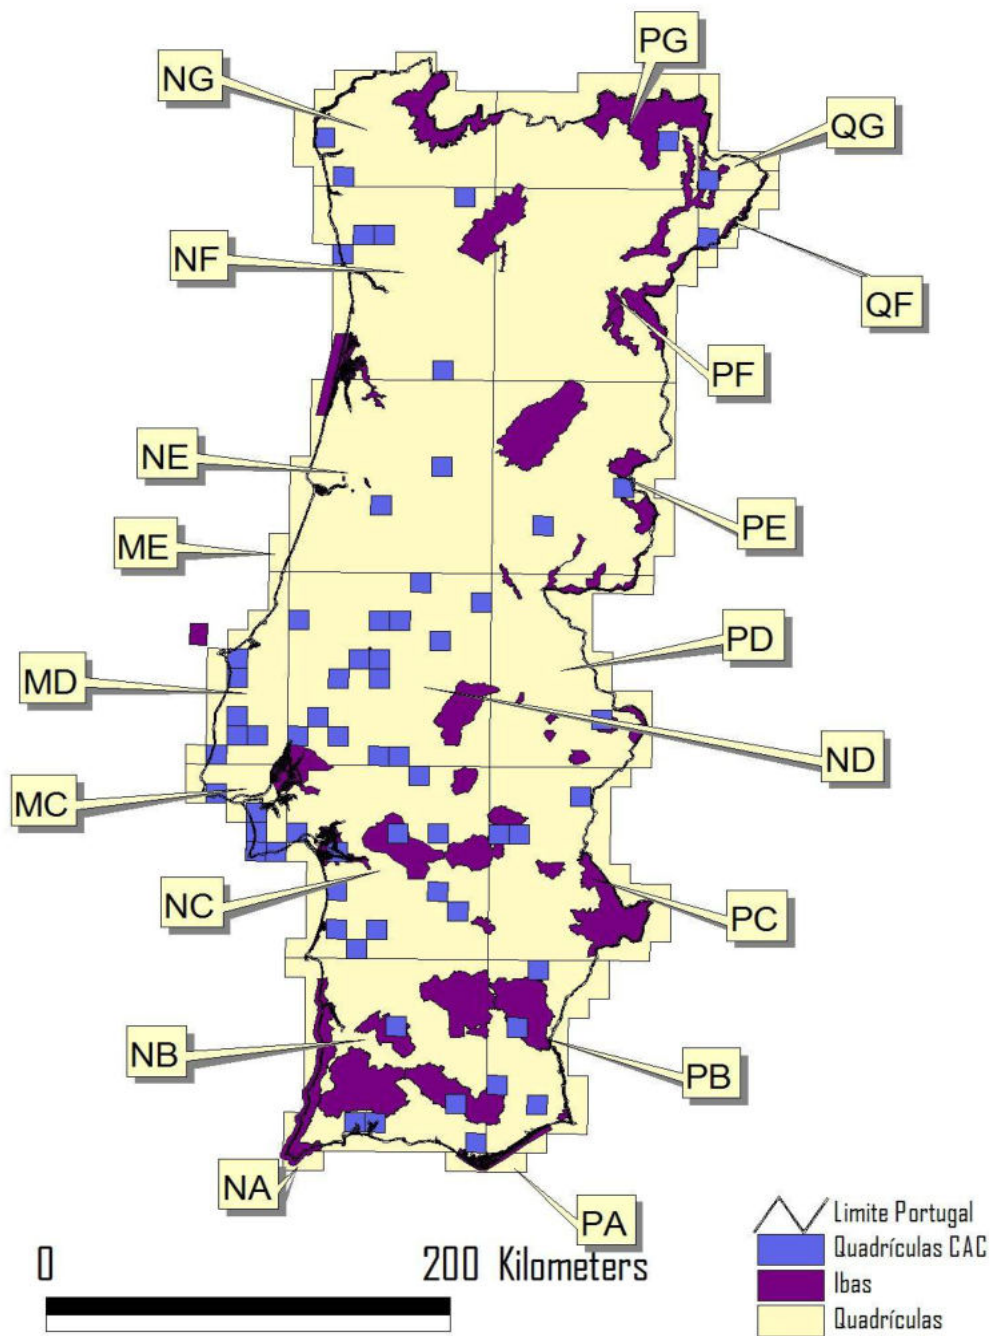 PG
NG
QG
NF
QF
PF
NE
PE
ME
PD
MD
ND
MC
NC
PC
NB
PB
NA
PA
Limite Portugal
0
200 Kilometers
Quadrículas CAC
Ibas
Quadrículas